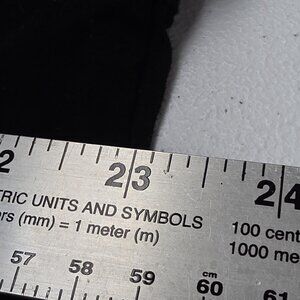 2 23 24
RIC UNITS AND SYMBOLS
rs (mm) = 1 meter (m)
100 cent
1000 me
57 58 59 cm 60 61